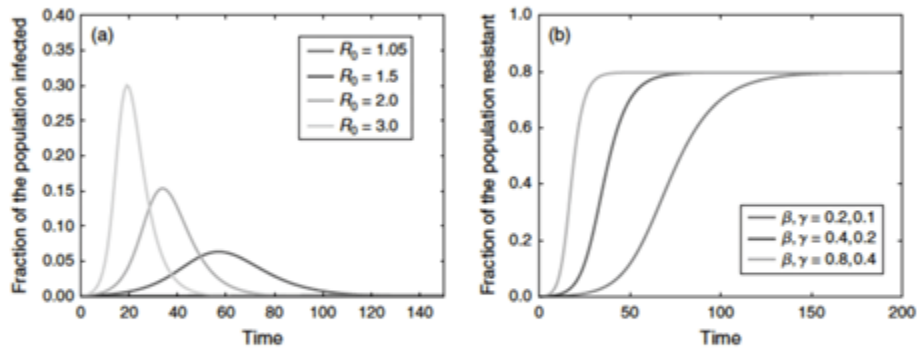 (a)
Fraction of the population infected
0.40
0.35
0.30
0.25
0.20
0.15
0.10
0.05
0.00
R0 = 1.05
R0 = 1.5
R0 = 2.0
R0 = 3.0
0 20 40 60 80 100 120 140
Time
(b)
Fraction of the population resistant
1.0
0.8
0.6
0.4
0.2
0.0
β, γ = 0.2,0.1
β, γ = 0.4,0.2
β, γ = 0.8,0.4
0 50 100 150 200
Time